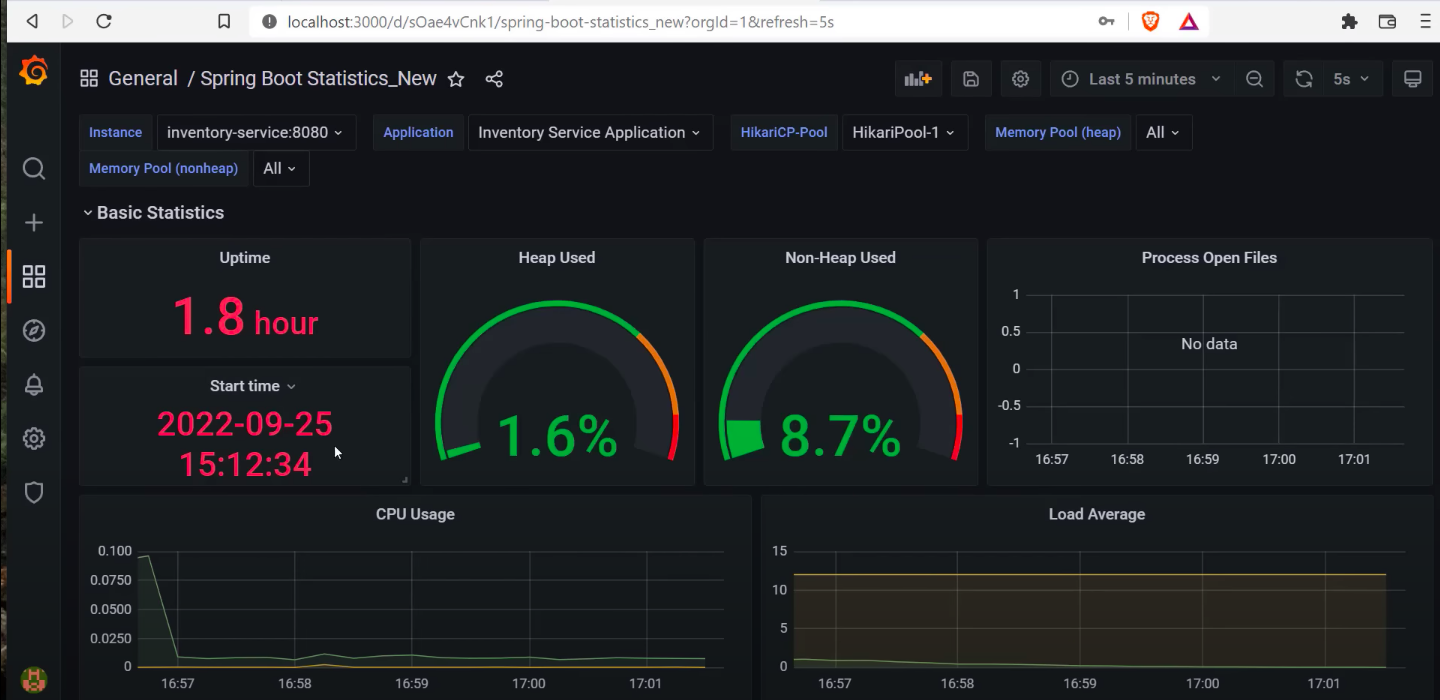 localhost:3000/d/sOae4vCnk1/spring-boot-statistics_new?orgId=1&refresh=5s
General / Spring Boot Statistics_New
Last 5 minutes
5s
Instance
inventory-service:8080
Application
Inventory Service Application
HikariCP-Pool
HikariPool-1
Memory Pool (heap)
All
Memory Pool (nonheap)
All
Basic Statistics
Uptime
1.8 hour
Start time
2022-09-25
15:12:34
Heap Used
1.6%
Non-Heap Used
8.7%
Process Open Files
1
0.5
0
-0.5
-1
No data
16:57 16:58 16:59 17:00 17:01
CPU Usage
0.100
0.0750
0.0500
0.0250
0
16:57 16:58 16:59 17:00 17:01
Load Average
15
10
5
0
16:57 16:58 16:59 17:00 17:01